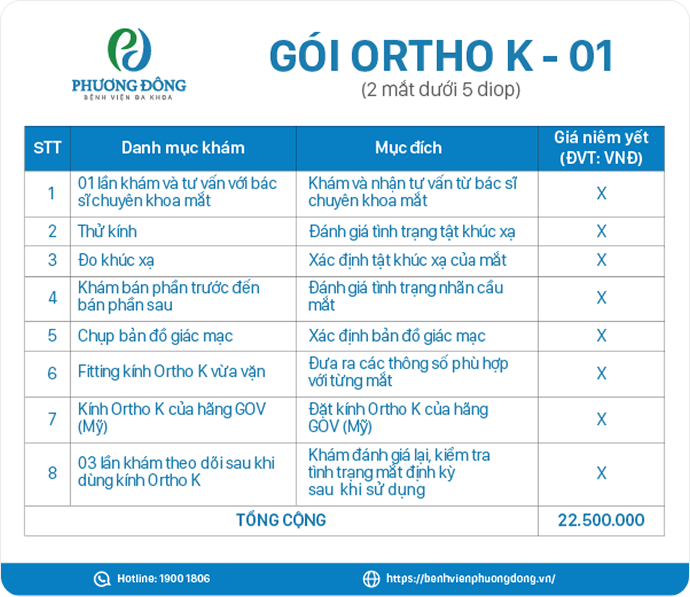 PHƯƠNG ĐÔNG
BỆNH VIỆN ĐA KHOA
GÓI ORTHO K - 01
(2 mắt dưới 5 diop)
STT Danh mục khám Mục đích Giá niêm yết (ĐVT: VNĐ)
1 01 lần khám và tư vấn với bác sĩ chuyên khoa mắt Khám và nhận tư vấn từ bác sĩ chuyên khoa mắt X
2 Thử kính Đánh giá tình trạng tật khúc xạ X
3 Đo khúc xạ Xác định tật khúc xạ của mắt X
4 Khám bán phần trước đến bán phần sau Đánh giá tình trạng nhãn cầu mắt X
5 Chụp bản đồ giác mạc Xác định bản đồ giác mạc X
6 Fitting kính Ortho K vừa vặn Đưa ra các thông số phù hợp với từng mắt X
7 Kính Ortho K của hãng GOV (Mỹ) Đặt kính Ortho K của hãng GOV (Mỹ) X
8 03 lần khám theo dõi sau khi dùng kính Ortho K Khám đánh giá lại, kiểm tra tình trạng mắt định kỳ sau khi sử dụng X
TỔNG CỘNG 22.500.000
Hotline: 1900 1806 https://benhvienphuongdong.vn/